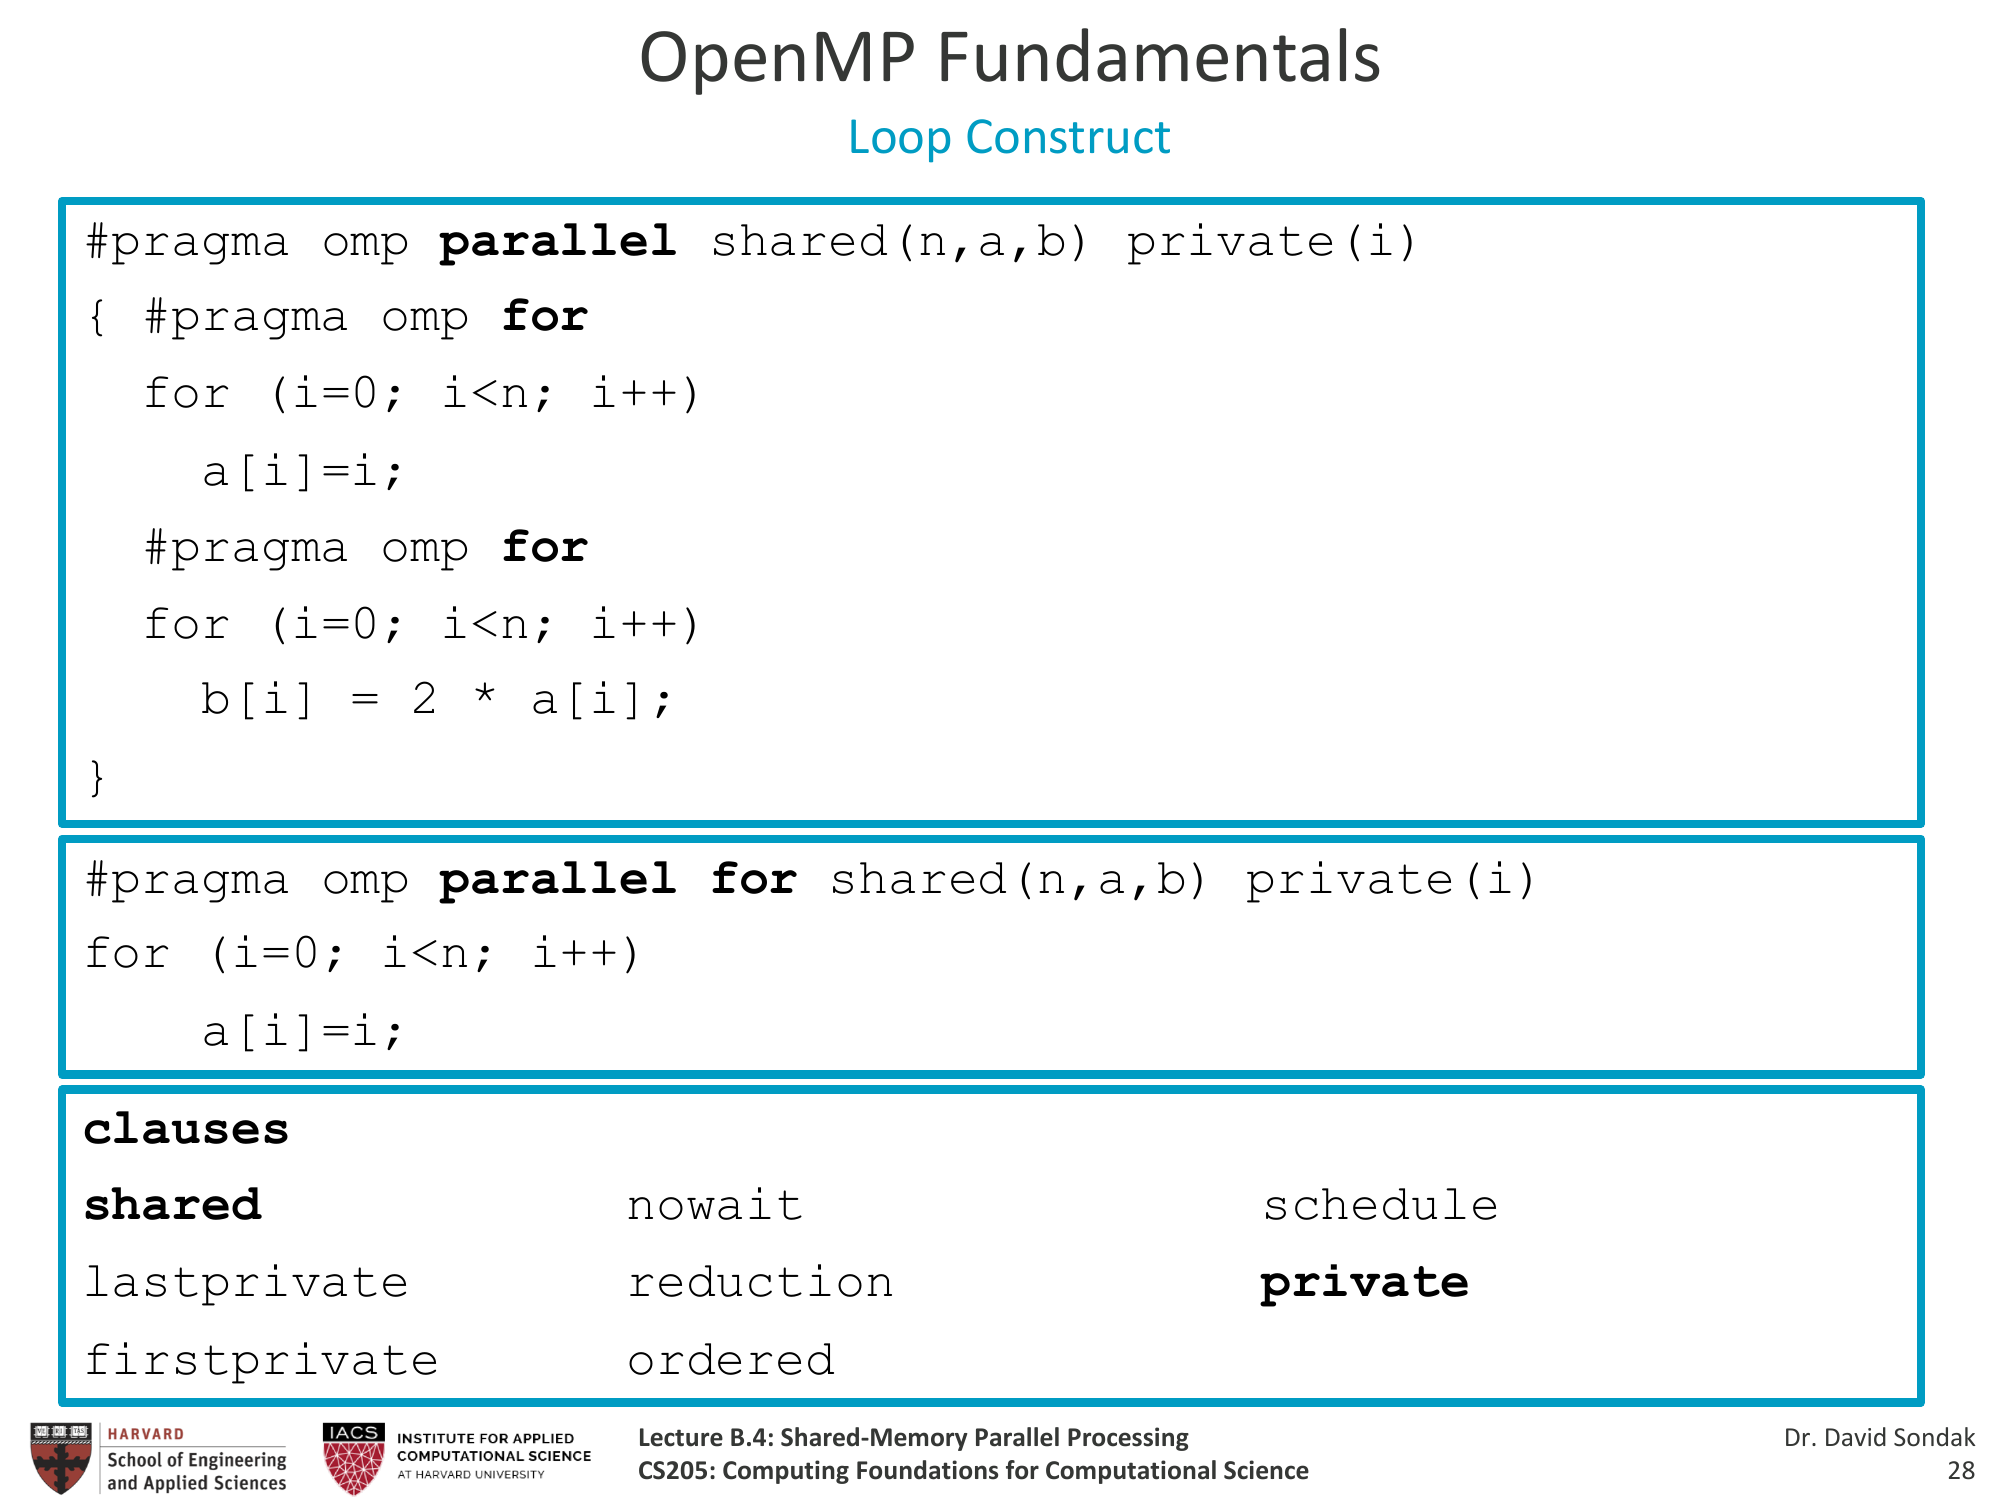 OpenMP Fundamentals
Loop Construct
#pragma omp parallel shared(n,a,b) private(i)
{ #pragma omp for
for (i=0; i<n; i++)
a[i]=i;
#pragma omp for
for (i=0; i<n; i++)
b[i] = 2 * a[i];
}
#pragma omp parallel for shared(n,a,b) private(i)
for (i=0; i<n; i++)
a[i]=i;
clauses
shared nowait schedule
lastprivate reduction private
firstprivate ordered
HARVARD
School of Engineering
and Applied Sciences
IACS
INSTITUTE FOR APPLIED
COMPUTATIONAL SCIENCE
AT HARVARD UNIVERSITY
Lecture B.4: Shared-Memory Parallel Processing
CS205: Computing Foundations for Computational Science
Dr. David Sondak
28